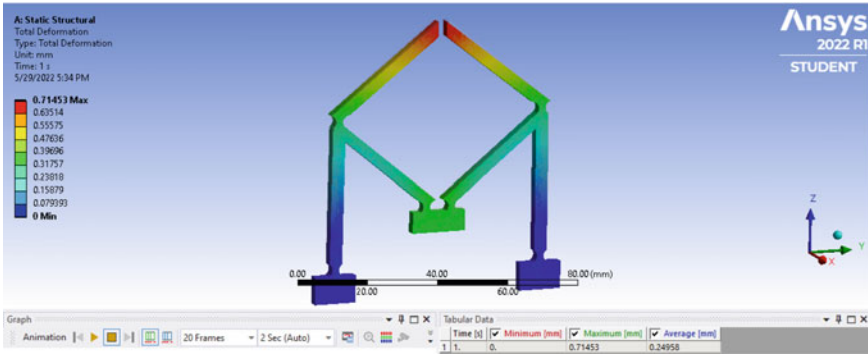 A: Static Structural
Total Deformation
Type: Total Deformation
Unit: mm
Time: 1 s
5/29/2022 5:34 PM
0.71453 Max
0.63514
0.55575
0.47636
0.39696
0.31757
0.23818
0.15879
0.079393
0 Min
Ansys
2022 R1
STUDENT
Z
Y
X
0.00 40.00 80.00 (mm)
20.00 60.00
Graph
Animation 20 Frames 2 Sec (Auto)
Tabular Data
Time [s] Minimum [mm] Maximum [mm] Average [mm]
1 1. 0. 0.71453 0.24958